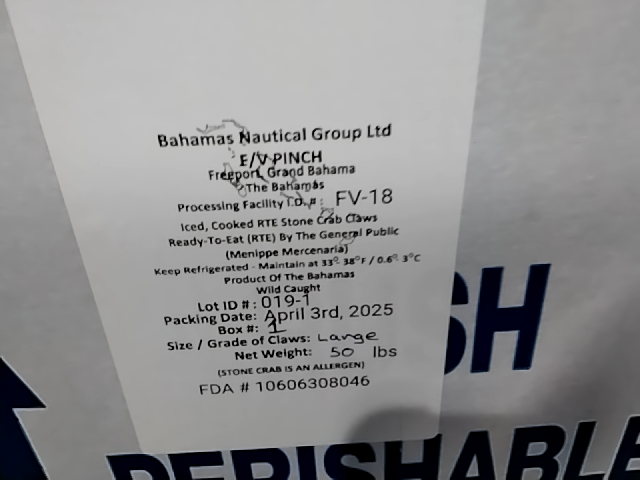 Bahamas Nautical Group Ltd
F/V PINCH
Freeport, Grand Bahama
The Bahamas
Processing Facility I.D.#: FV-18
Iced, Cooked RTE Stone Crab Claws
Ready-To-Eat (RTE) By The General Public
(Menippe Mercenaria)
Keep Refrigerated - Maintain at 33° 38°F / 0.6° 3°C
Product Of The Bahamas
Wild Caught
Lot ID #: 019-1
Packing Date: April 3rd, 2025
Box #: 1
Size / Grade of Claws: Large
Net Weight: 50 lbs
(STONE CRAB IS AN ALLERGEN)
FDA # 10606308046
SH
PERISHABLE